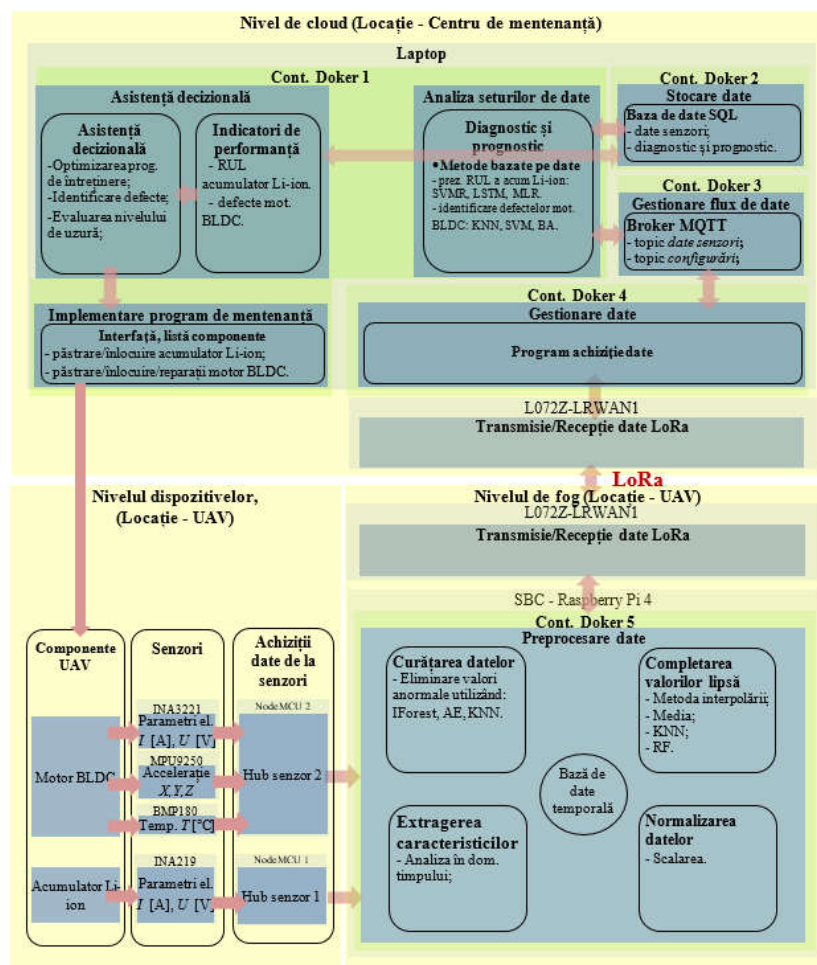 Nivel de cloud (Locație - Centru de mentenanță)
Laptop
Cont. Doker 1
Asistență decizională
Asistență
decizională
-Optimizarea prog.
de întreținere;
-Identificare defecte;
-Evaluarea nivelului
de uzură;
Indicatori de
performanță
- RUL
acumulator Li-ion.
- defecte mot.
BLDC.
Analiza seturilor de date
Diagnostic și
prognostic
•Metode bazate pe date
- prez. RUL a acum Li-ion:
SVMR, LSTM, MLR.
- identificare defectelor mot.
BLDC: KNN, SVM, BA.
Cont. Doker 2
Stocare date
Baza de date SQL
- date senzori;
- diagnostic și prognostic.
Cont. Doker 3
Gestionare flux de date
Broker MQTT
- topic date senzori;
- topic configurări;
Implementare program de mentenanță
Interfață, listă componente
- păstrare/înlocuire acumulator Li-ion;
- păstrare/înlocuire/reparații motor BLDC.
Cont. Doker 4
Gestionare date
Program achiziție date
L072Z-LRWAN1
Transmisie/Recepție date LoRa
LoRa
Nivelul dispozitivelor,
(Locație - UAV)
Nivelul de fog (Locație - UAV)
L072Z-LRWAN1
Transmisie/Recepție date LoRa
SBC - Raspberry Pi 4
Cont. Doker 5
Preprocesare date
Componente
UAV
Motor BLDC
Acumulator Li-
ion
Senzori
INA3221
Parametri el.
I [A], U [V]
MPU9250
Accelerație
X,Y,Z
BMP180
Temp. T [°C]
INA219
Parametri el.
I [A], U [V]
Achiziții
date de la
senzori
NodeMCU 2
Hub senzor 2
NodeMCU 1
Hub senzor 1
Curățarea datelor
- Eliminare valori
anormale utilizând:
IForest, AE, KNN.
Completarea
valorilor lipsă
- Metoda interpolării;
- Media;
- KNN;
- RF.
Bază de
date
temporală
Extragerea
caracteristicilor
- Analiza în dom.
timpului;
Normalizarea
datelor
- Scalarea.